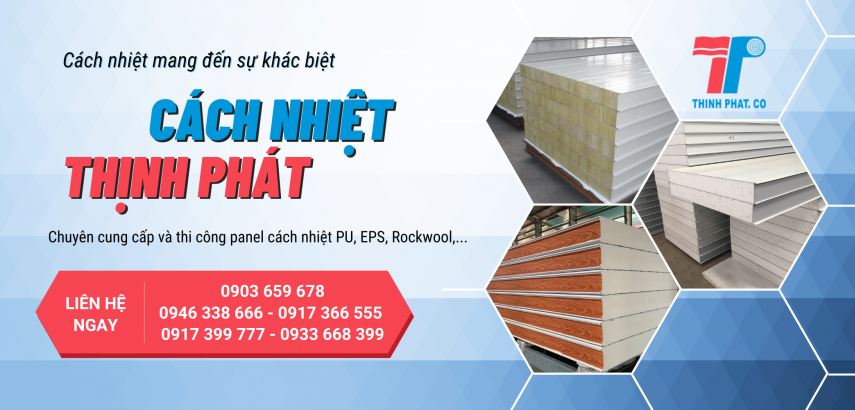 Cách nhiệt mang đến sự khác biệt
CÁCH NHIỆT
THỊNH PHÁT
Chuyên cung cấp và thi công panel cách nhiệt PU, EPS, Rockwool,...
LIÊN HỆ
NGAY
0903 659 678
0946 338 666 - 0917 366 555
0917 399 777 - 0933 668 399
TP
THINH PHAT. CO